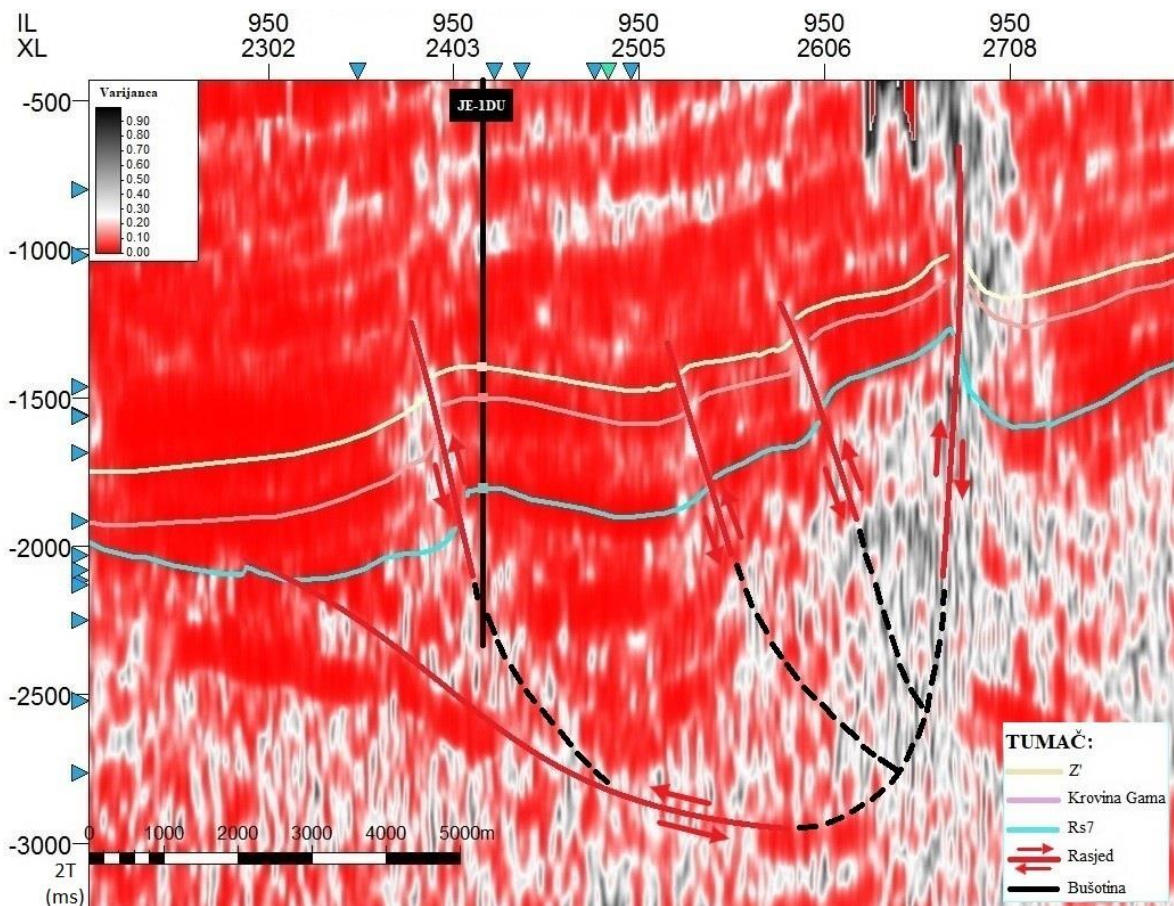 IL 950 950 950 950 950
XL 2302 2403 2505 2606 2708
Varijanca
0.90
0.80
0.70
0.60
0.50
0.40
0.30
0.20
0.10
0.00
JE-1DU
-500
-1000
-1500
-2000
-2500
-3000
2T
(ms)
0 1000 2000 3000 4000 5000m
TUMAČ:
Z'
Krovina Gama
Rs7
Rasjed
Bušotina